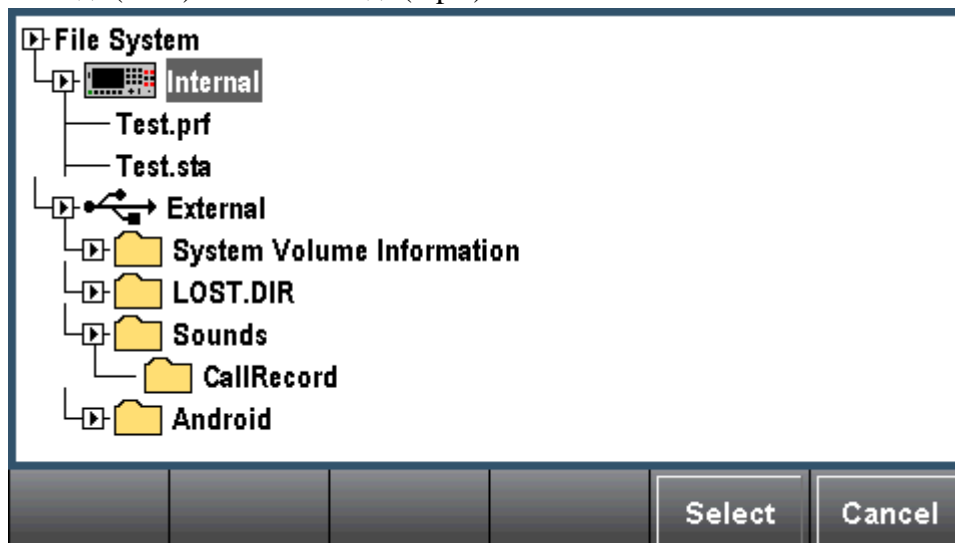 File System
Internal
Test.prf
Test.sta
External
System Volume Information
LOST.DIR
Sounds
CallRecord
Android
Select Cancel